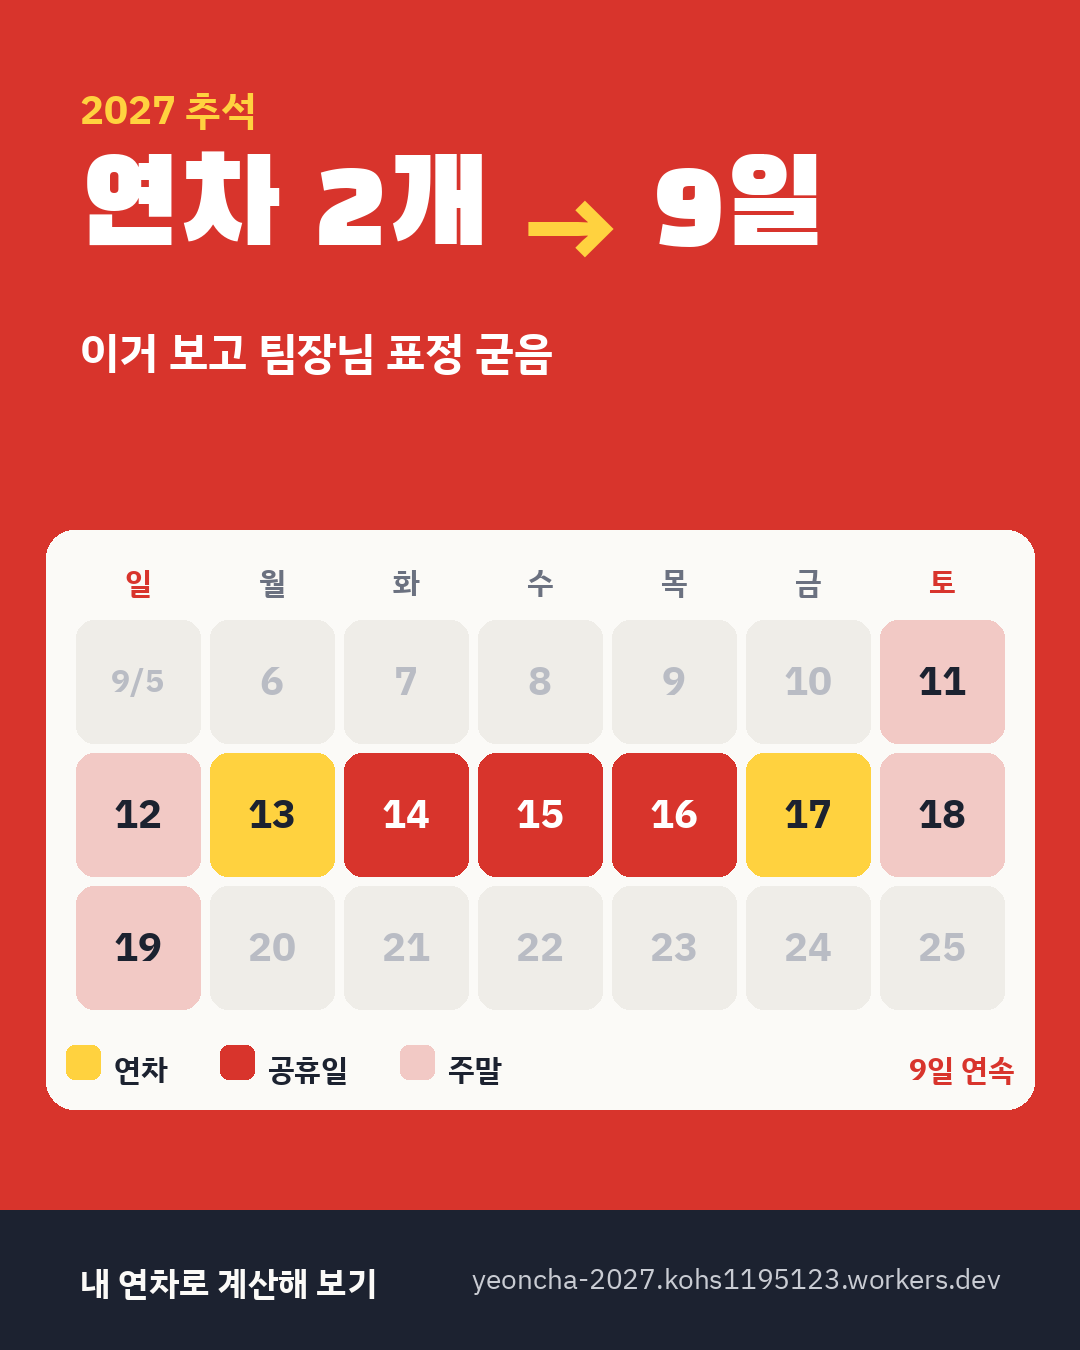 2027 추석
연차 2개 → 9일
이거 보고 팀장님 표정 굳음
일 월 화 수 목 금 토
9/5 6 7 8 9 10 11
12 13 14 15 16 17 18
19 20 21 22 23 24 25
연차 공휴일 주말 9일 연속
내 연차로 계산해 보기 yeoncha-2027.kohs1195123.workers.dev